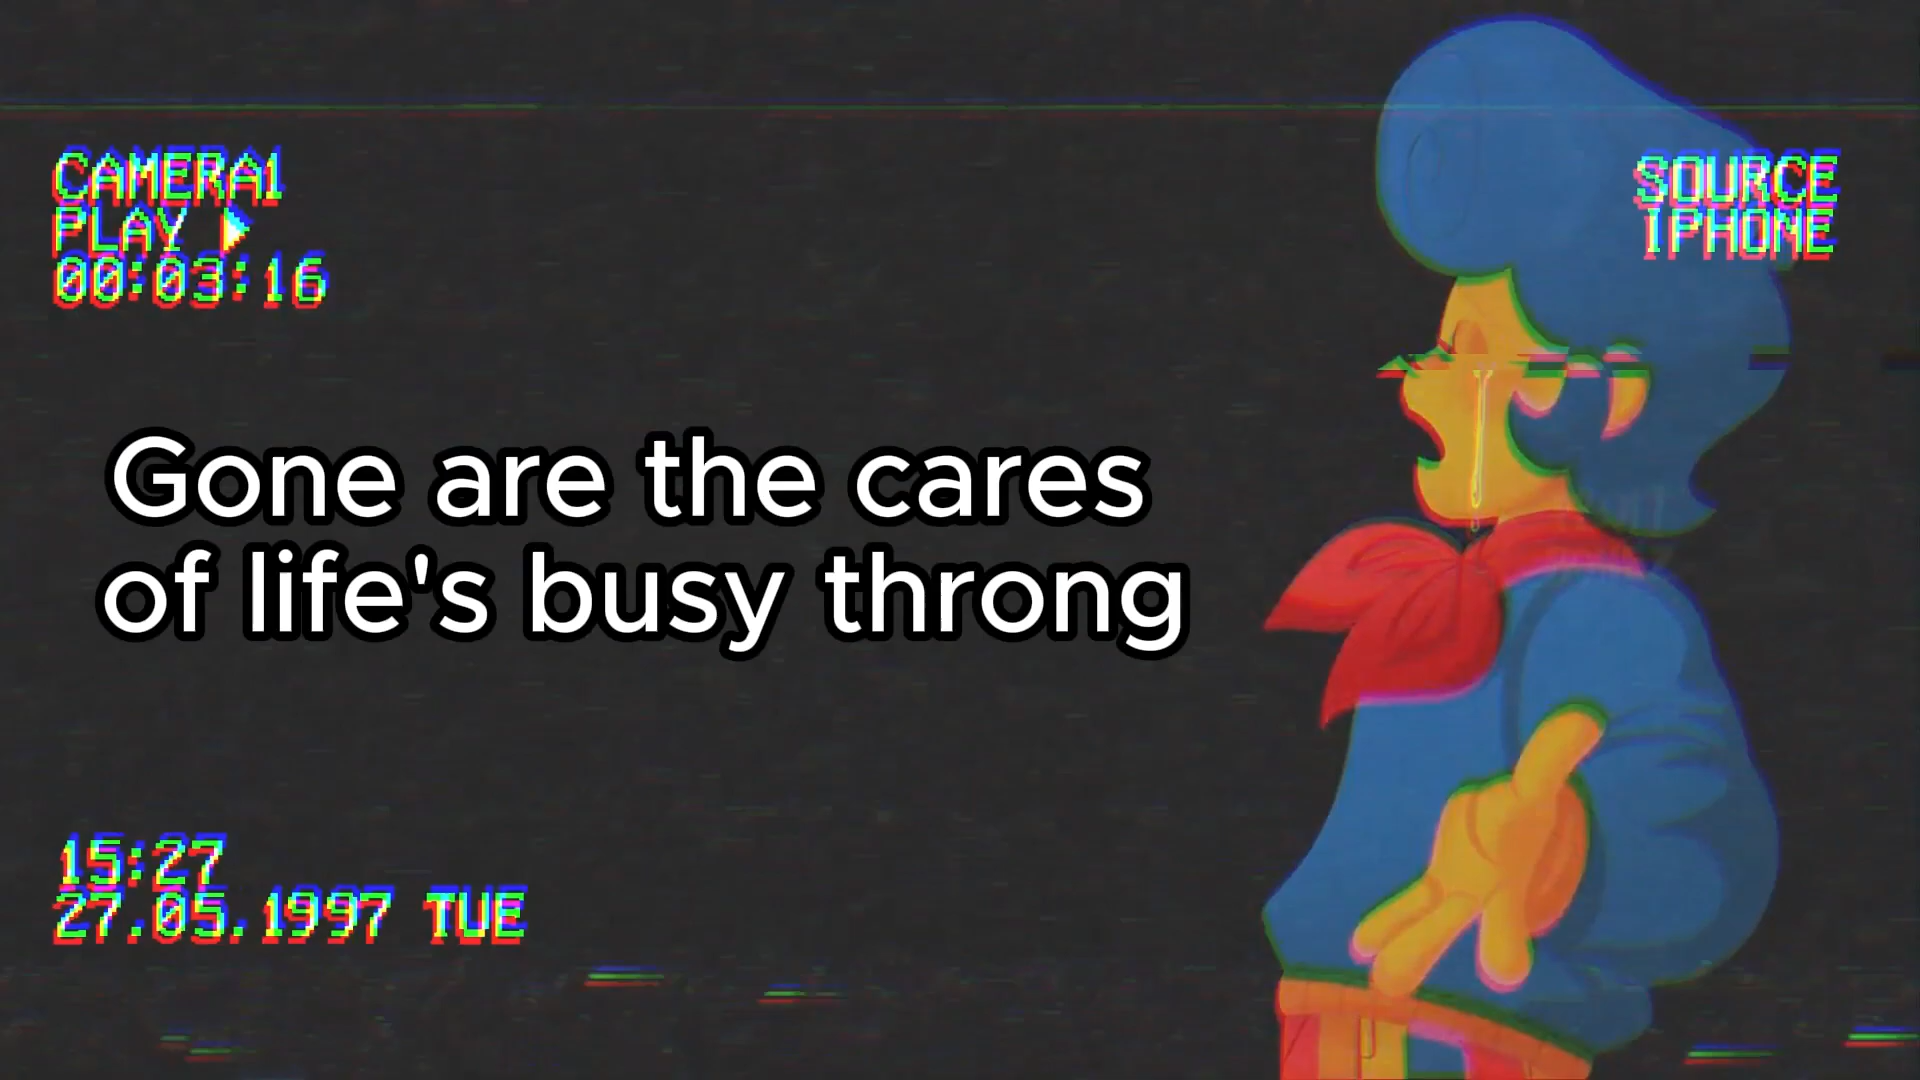 CAMERA1
PLAY
00:03:16
SOURCE
IPHONE
Gone are the cares
of life's busy throng
15:27
27.05.1997 TUE